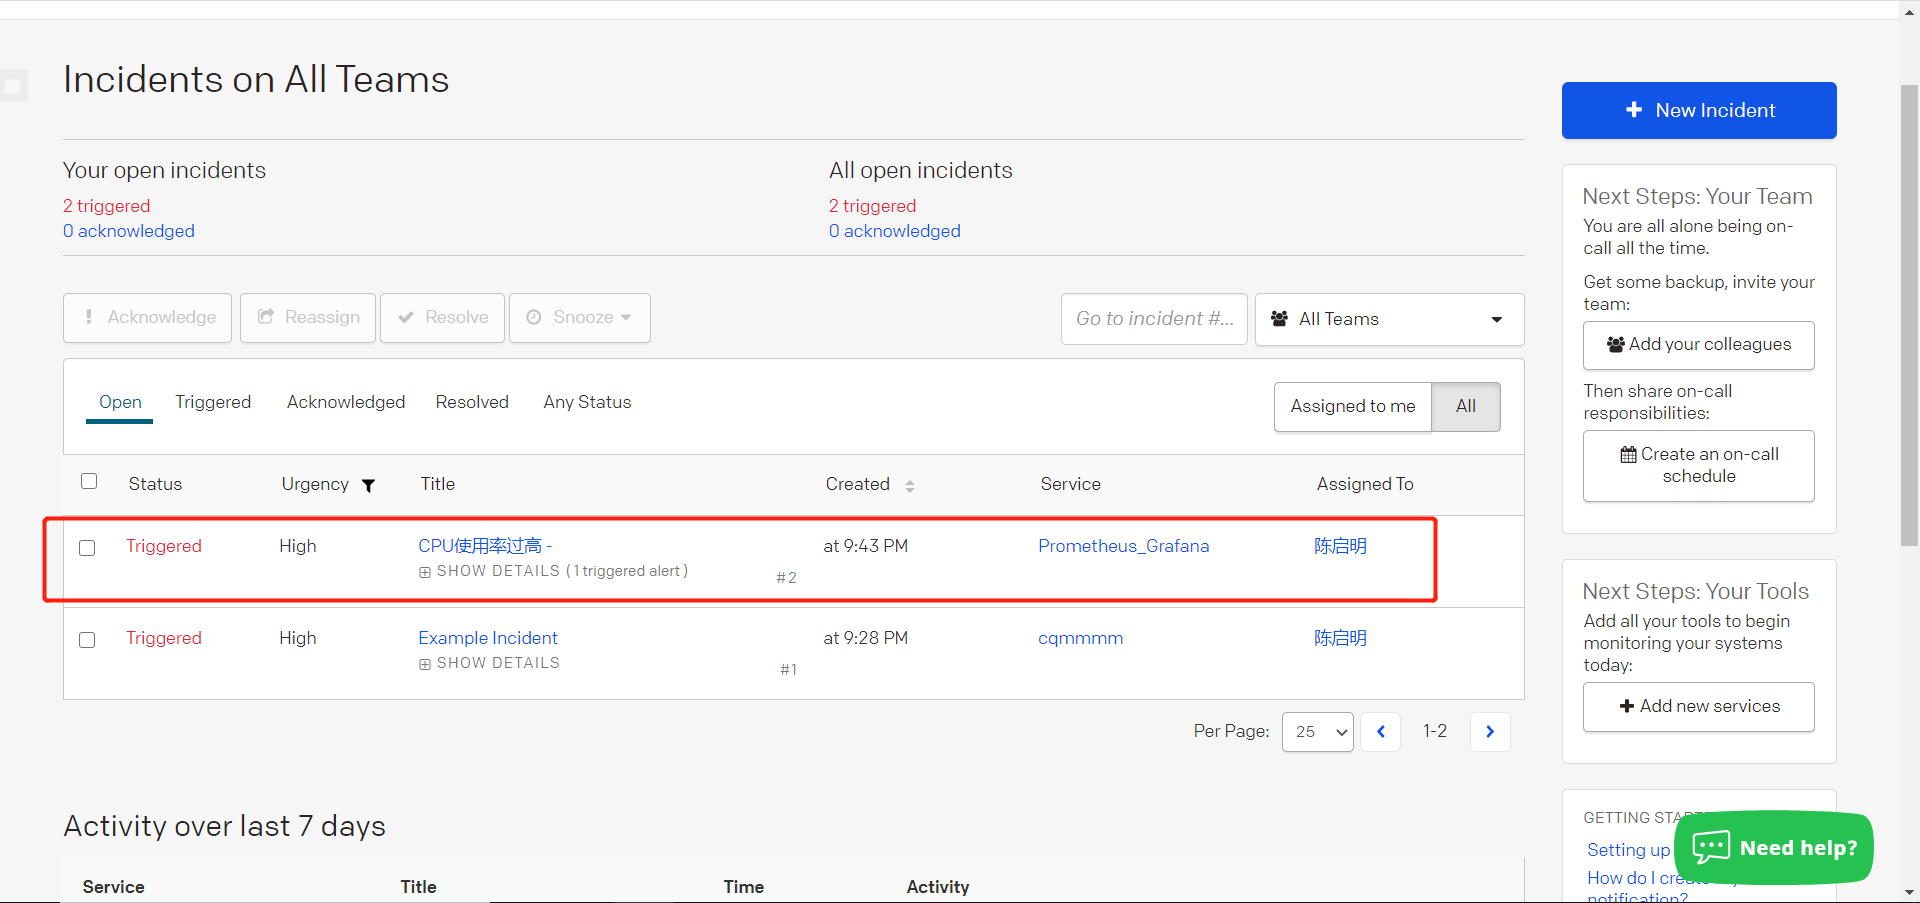 Incidents on All Teams
New Incident
Your open incidents
2 triggered
0 acknowledged
All open incidents
2 triggered
0 acknowledged
Next Steps: Your Team
You are all alone being on-
call all the time.
Get some backup, invite your
team:
Add your colleagues
Then share on-call
responsibilities:
Create an on-call
schedule
Acknowledge Reassign Resolve Snooze
Go to incident #... All Teams
Open Triggered Acknowledged Resolved Any Status Assigned to me All
Status Urgency Title Created Service Assigned To
Triggered High CPU使用率过高 - at 9:43 PM Prometheus_Grafana 陈启明
SHOW DETAILS (1 triggered alert) #2
Triggered High Example Incident at 9:28 PM cqmmmm 陈启明
SHOW DETAILS #1
Per Page: 25 1-2
Next Steps: Your Tools
Add all your tools to begin
monitoring your systems
today:
Add new services
Activity over last 7 days
Service Title Time Activity
GETTING
Setting up
How do I
notification?
Need help?